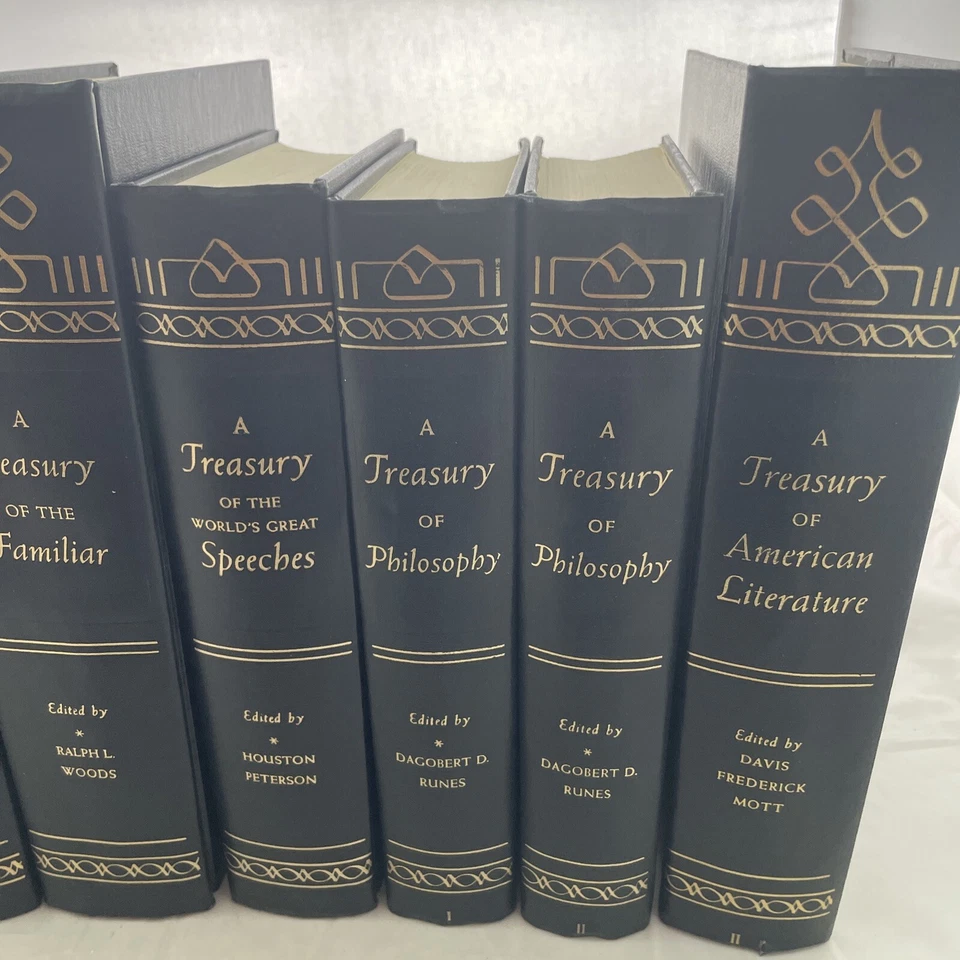 A
easury
OF THE
Familiar
Edited by
*
RALPH L.
WOODS
A
Treasury
OF THE
WORLD'S GREAT
Speeches
Edited by
*
HOUSTON
PETERSON
A
Treasury
OF
Philosophy
Edited by
*
DAGOBERT D.
RUNES
I
A
Treasury
OF
Philosophy
Edited by
*
DAGOBERT D.
RUNES
II
A
Treasury
OF
American
Literature
Edited by
DAVIS
FREDERICK
MOTT
II